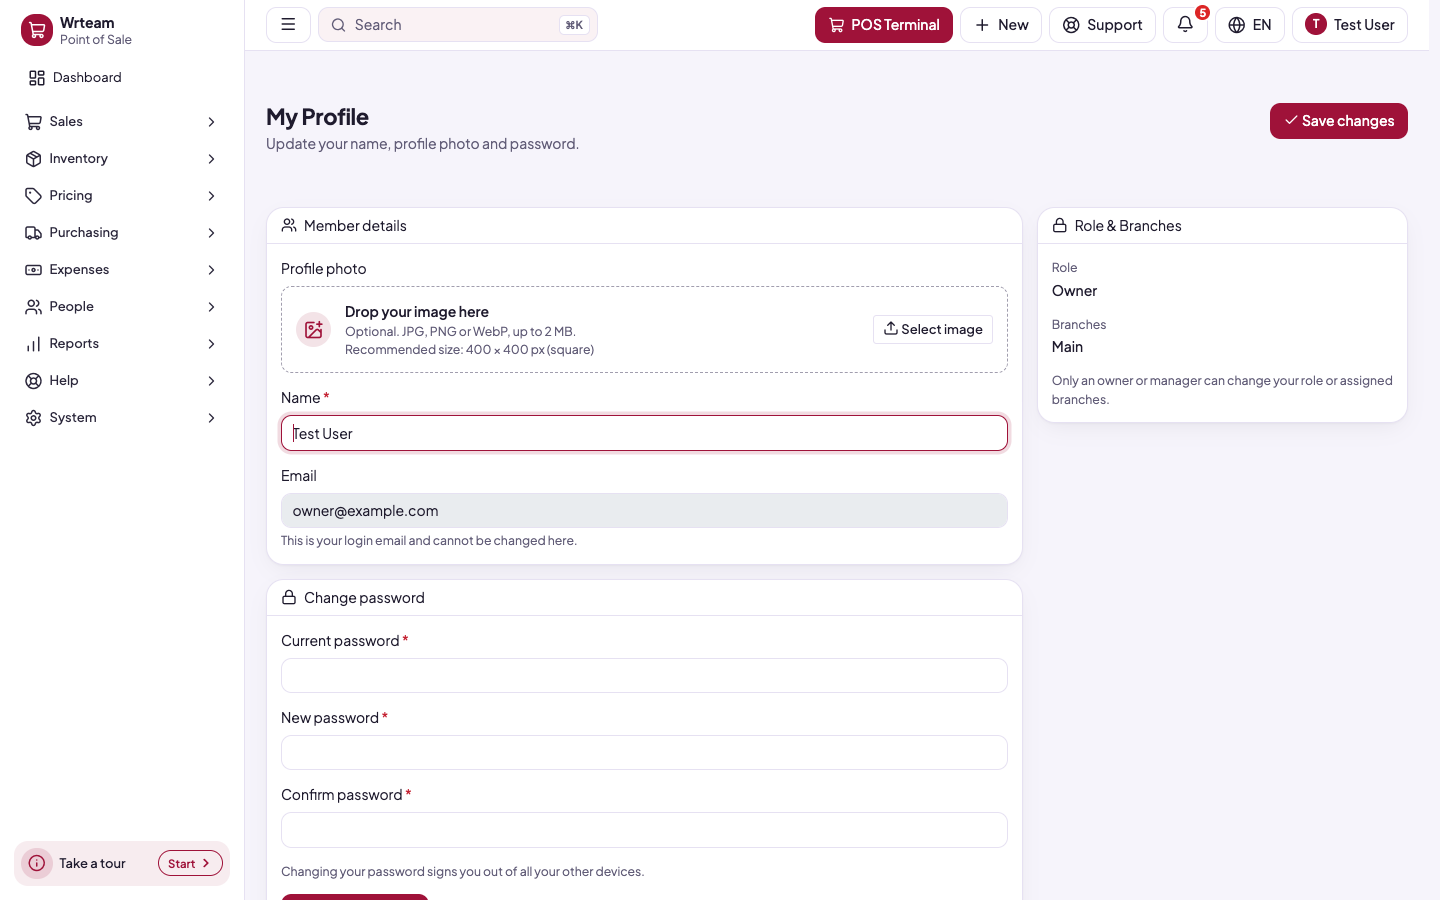 Wrteam
Point of Sale
Dashboard
Sales
Inventory
Pricing
Purchasing
Expenses
People
Reports
Help
System
Take a tour
Start
Search
⌘K
POS Terminal
New
Support
5
EN
T
Test User
My Profile
Update your name, profile photo and password.
Save changes
Member details
Profile photo
Drop your image here
Optional. JPG, PNG or WebP, up to 2 MB.
Recommended size: 400 × 400 px (square)
Select image
Name *
Test User
Email
owner@example.com
This is your login email and cannot be changed here.
Change password
Current password *
New password *
Confirm password *
Changing your password signs you out of all your other devices.
Role & Branches
Role
Owner
Branches
Main
Only an owner or manager can change your role or assigned
branches.